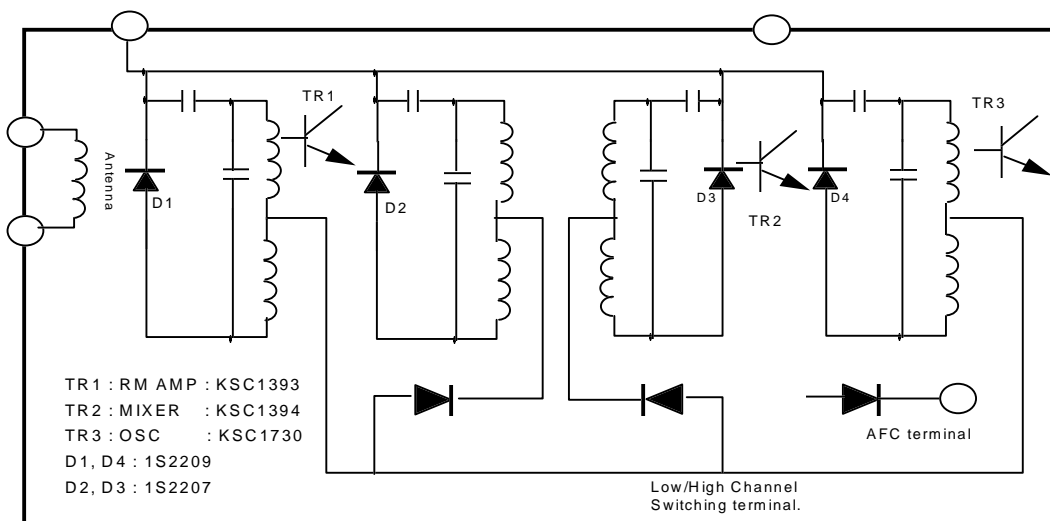 TR1
TR3
Antenna
D1
D2
D3
D4
TR2
TR1 : RM AMP : KSC1393
TR2 : MIXER : KSC1394
TR3 : OSC : KSC1730
D1, D4 : 1S2209
D2, D3 : 1S2207
AFC terminal
Low/High Channel
Switching terminal.